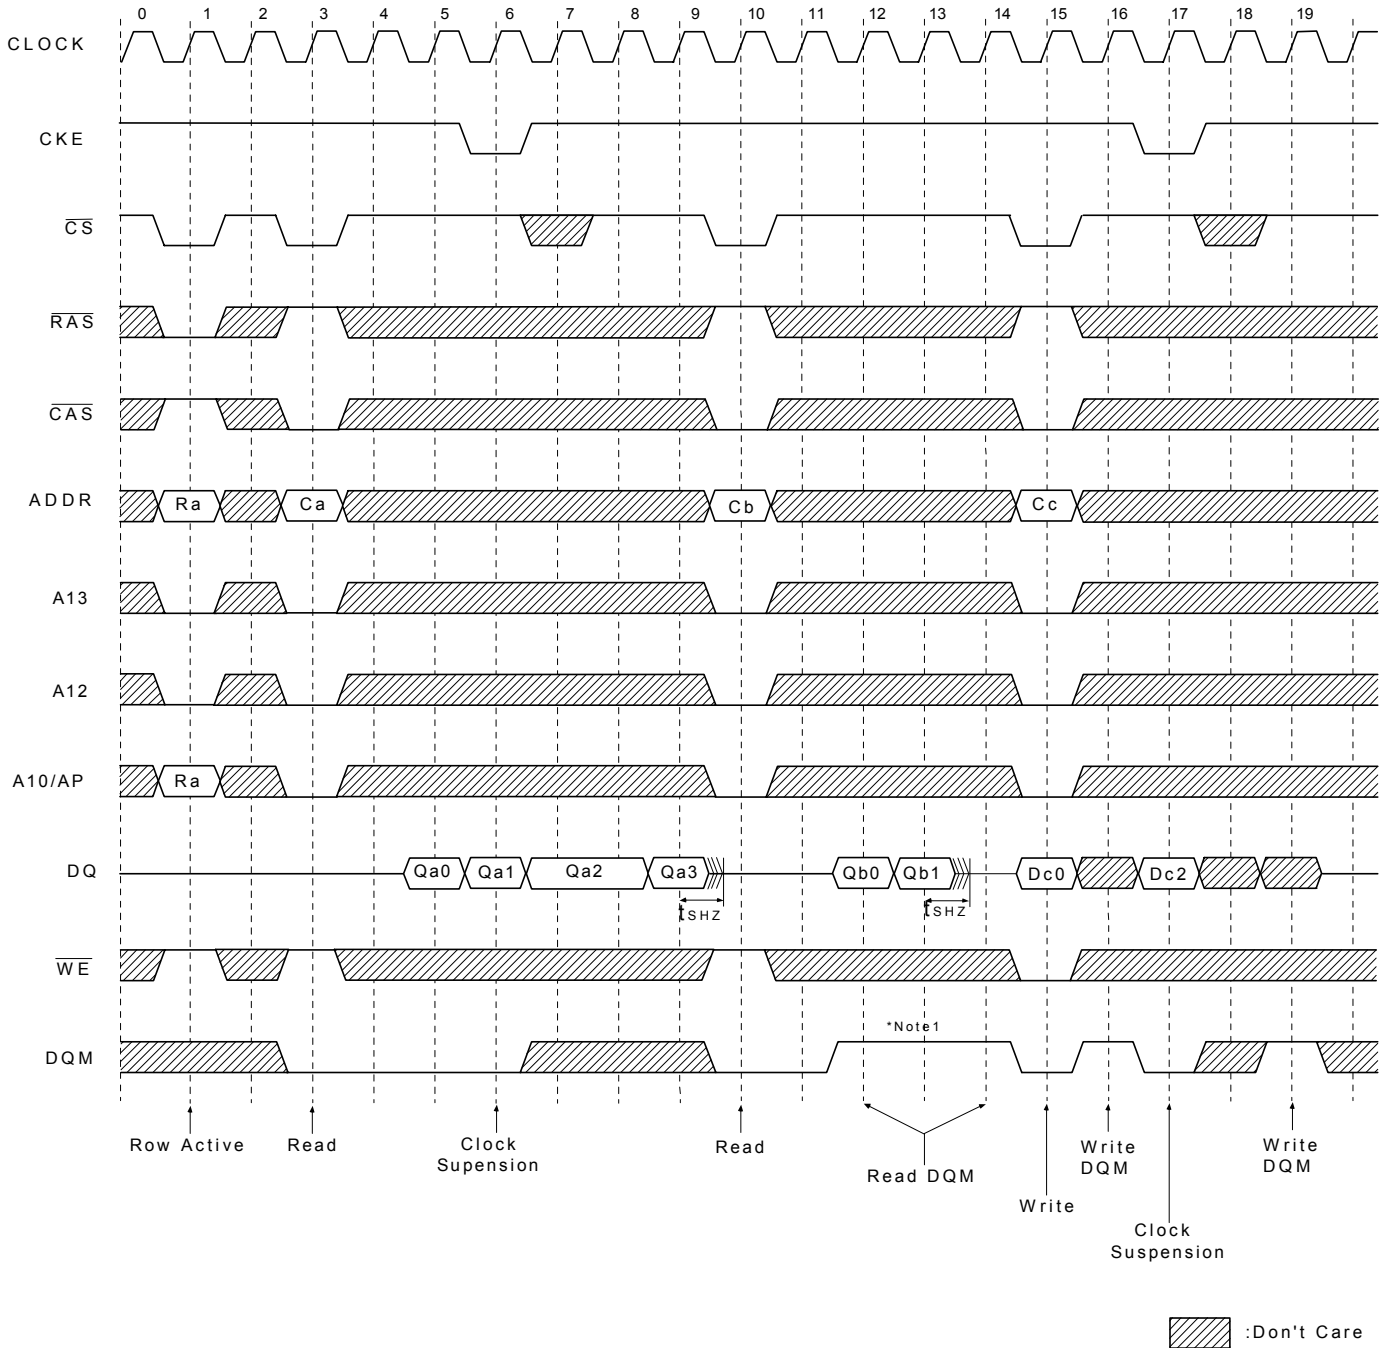 0 1 2 3 4 5 6 7 8 9 10 11 12 13 14 15 16 17 18 19
CLOCK
CKE
CS
RAS
CAS
ADDR Ra Ca Cb Cc
A13
A12
A10/AP Ra
DQ Qa0 Qa1 Qa2 Qa3 Qb0 Qb1 Dc0 Dc2
tSHZ tSHZ
WE
*Note1
DQM
Row Active Read Clock Read Write Write
Supension DQM DQM
Read DQM
Write
Clock
Suspension
:Don't Care